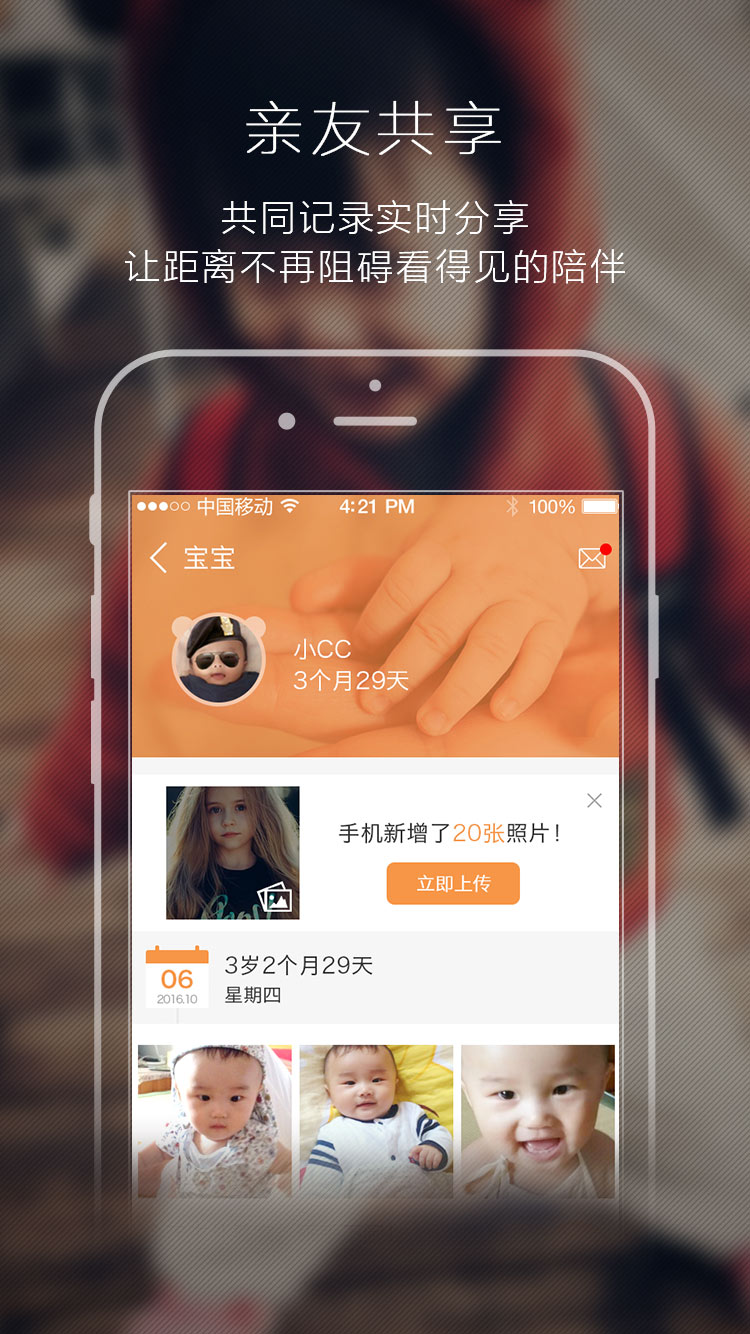 亲友共享
共同记录实时分享
让距离不再阻碍看得见的陪伴
中国移动 4:21 PM 100%
宝宝
小CC
3个月29天
手机新增了20张照片！
立即上传
06
2016.10
3岁2个月29天
星期四